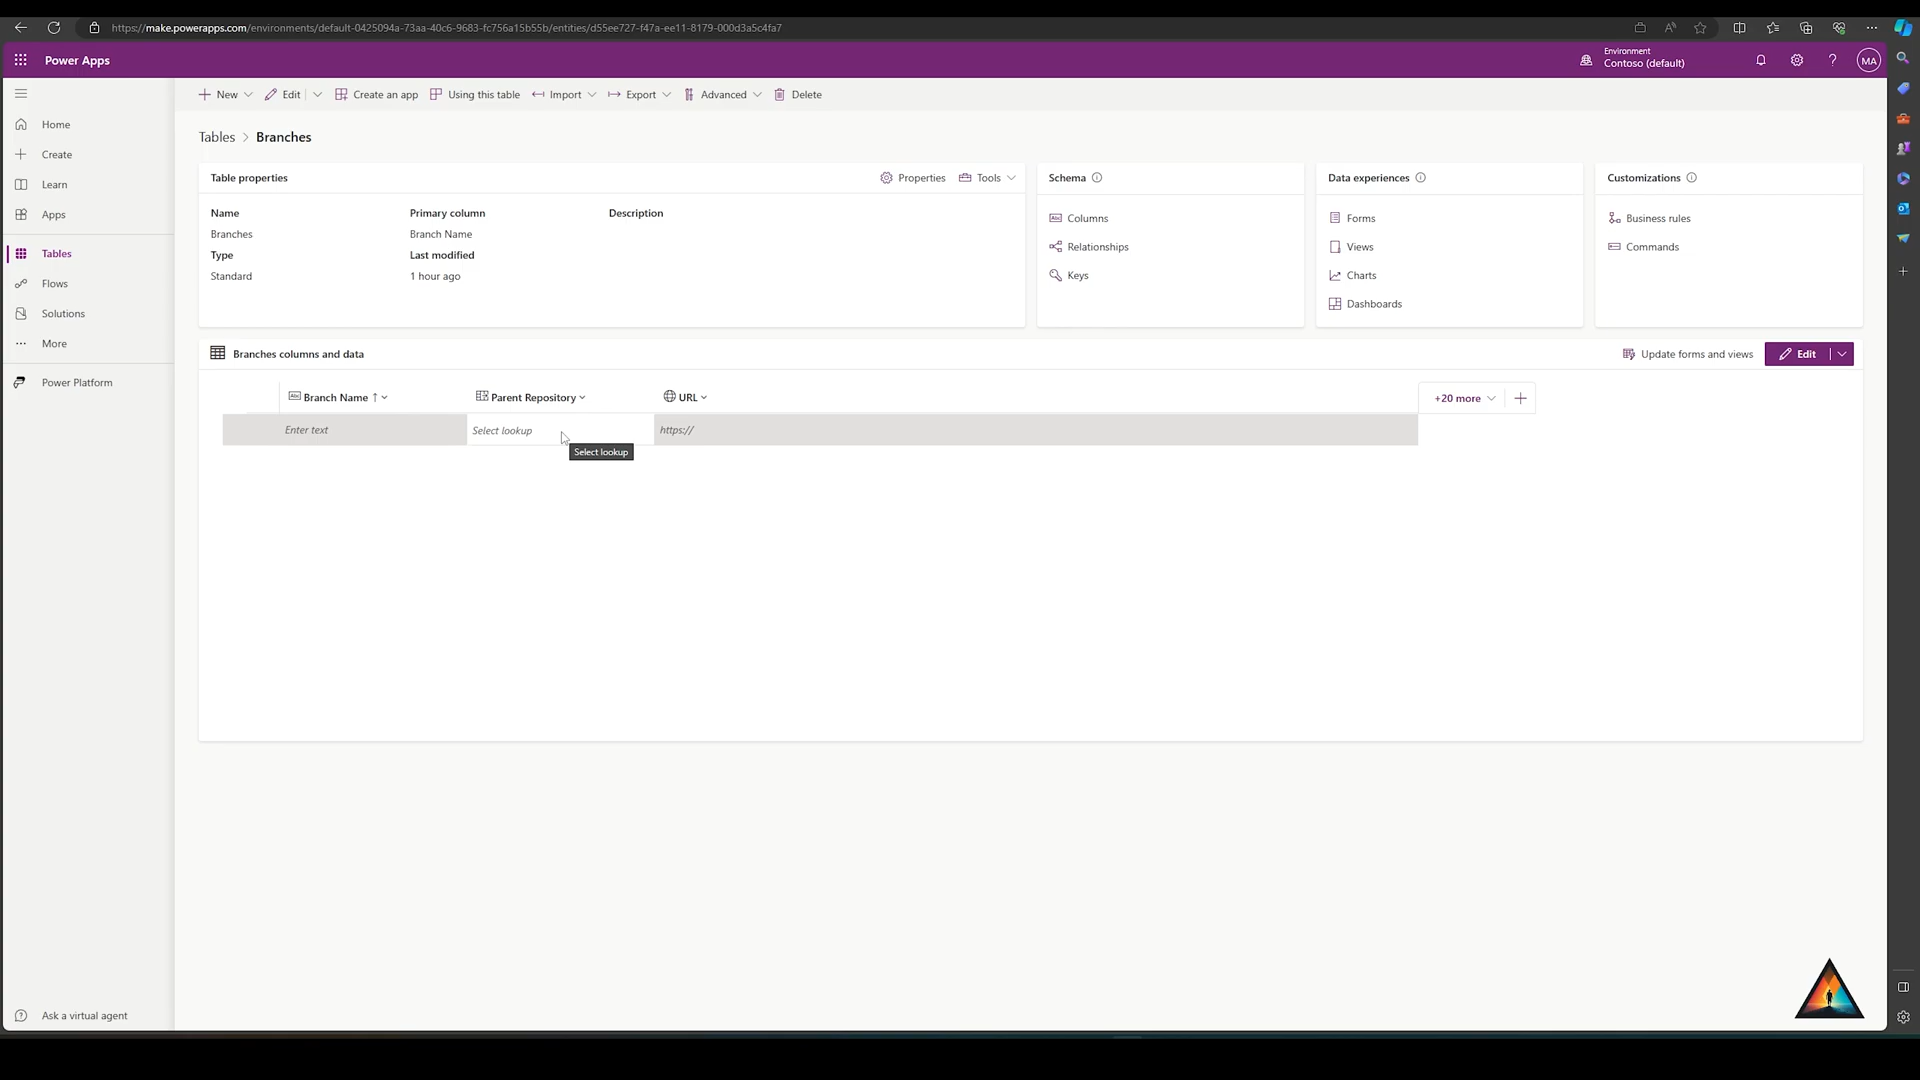 https://make.powerapps.com/environments/default-0425094a-73aa-40c6-9683-fc756a15b55b/entities/d55ee727-f47a-ee11-8179-000d3a5c4fa7
Power Apps
Environment
Contoso (default)
MA
New
Edit
Create an app
Using this table
Import
Export
Advanced
Delete
Home
Create
Learn
Apps
Tables
Flows
Solutions
More
Power Platform
Ask a virtual agent
Tables > Branches
Table properties
Properties
Tools
Name
Branches
Primary column
Branch Name
Description
Type
Standard
Last modified
1 hour ago
Schema
Columns
Relationships
Keys
Data experiences
Forms
Views
Charts
Dashboards
Customizations
Business rules
Commands
Branches columns and data
Update forms and views
Edit
Branch Name ↑
Parent Repository
URL
+20 more
Enter text
Select lookup
https://
Select lookup